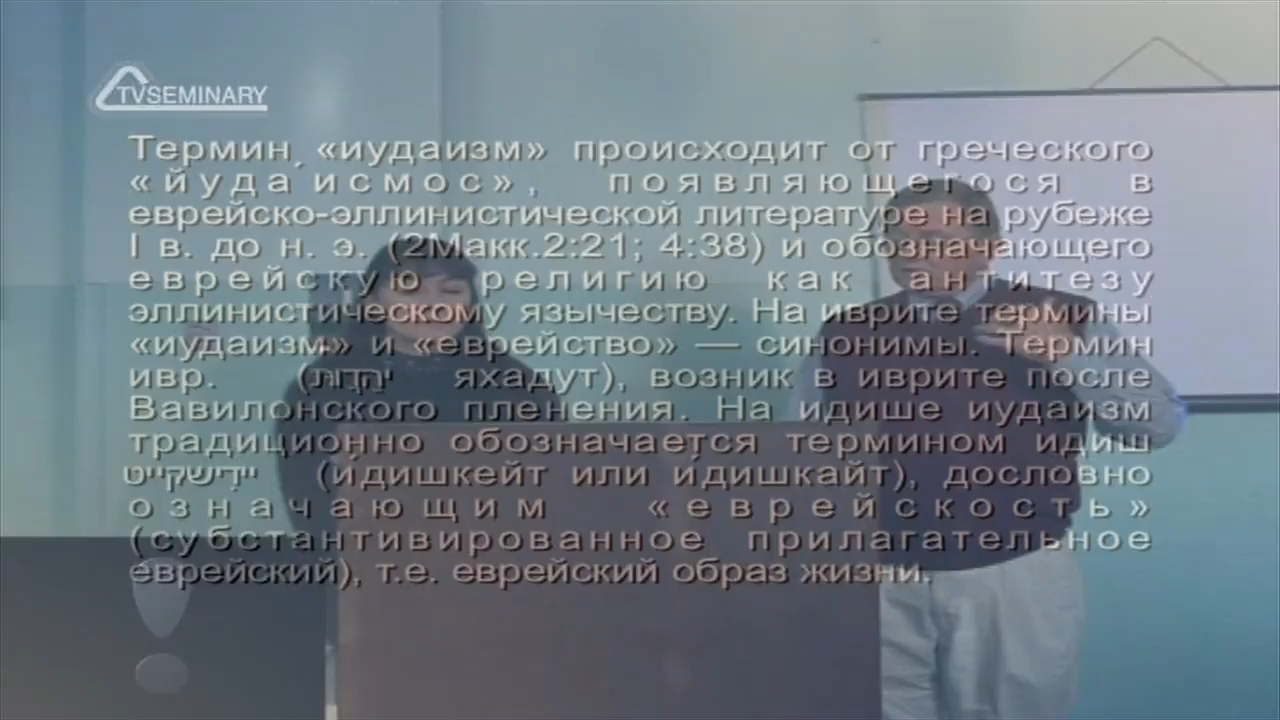 TVSEMINARY
Термин, «иудаизм» происходит от греческого
«йудаисмос», появляющегося в
еврейско-эллинистической литературе на рубеже
I в. до н. э. (2Макк.2:21; 4:38) и обозначающего
еврейскую религию как антитезу
эллинистическому язычеству. На иврите термины
«иудаизм» и «еврейство» — синонимы. Термин
ивр. (יַהֲדוּת яхадут), возник в иврите после
Вавилонского пленения. На идише иудаизм
традиционно обозначается термином идиш
ייִדישקייט (и́дишкейт или и́дишкайт), дословно
означающим «еврейскость»
(субстантивированное прилагательное
еврейский), т.е. еврейский образ жизни.